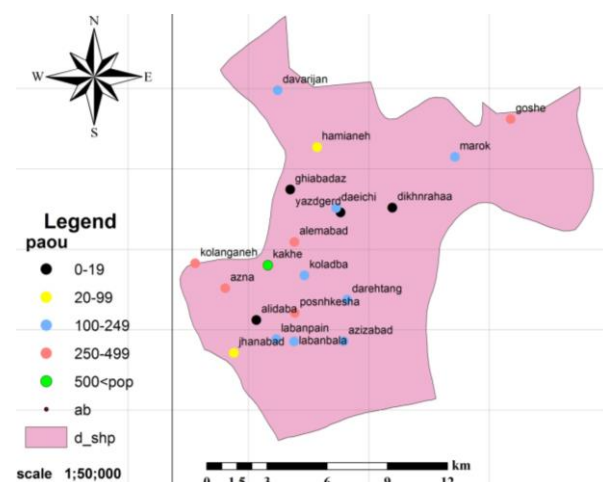 N
W E
S
davarijan
goshe
hamianeh
marok
ghiabadaz
yazdgerd daeichi dikhnrahaa
alemabad
kolanganeh kakhe
koladba
azna
darehtang
alidaba posnhkesha
labanpain
jhanabad labanbala azizabad
Legend
paou
0-19
20-99
100-249
250-499
500<pop
ab
d_shp
scale 1;50;000
km
0 1.5 3 6 9 12